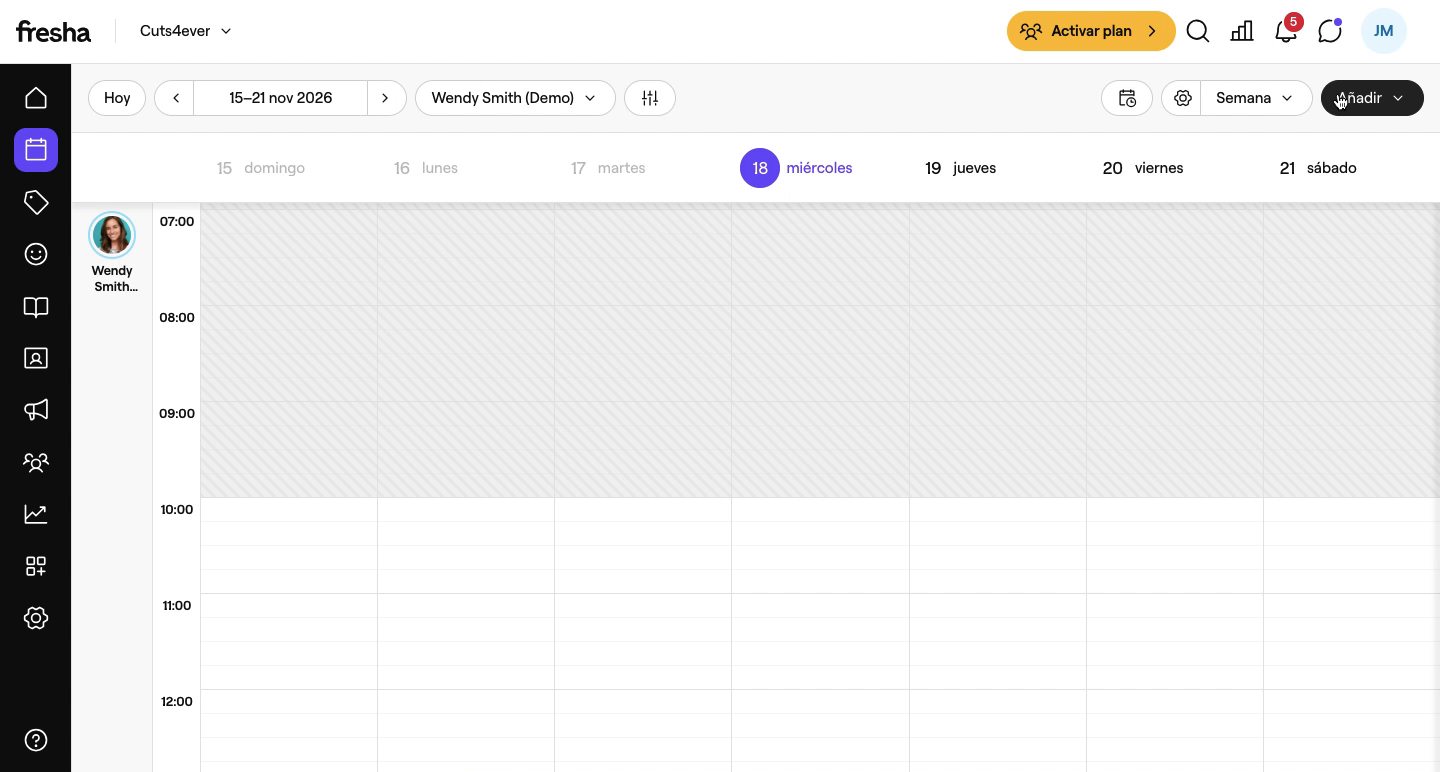 fresha
Cuts4ever
Activar plan
5
JM
Hoy
15–21 nov 2026
Wendy Smith (Demo)
Semana
Añadir
15 domingo
16 lunes
17 martes
18 miércoles
19 jueves
20 viernes
21 sábado
Wendy
Smith...
07:00
08:00
09:00
10:00
11:00
12:00